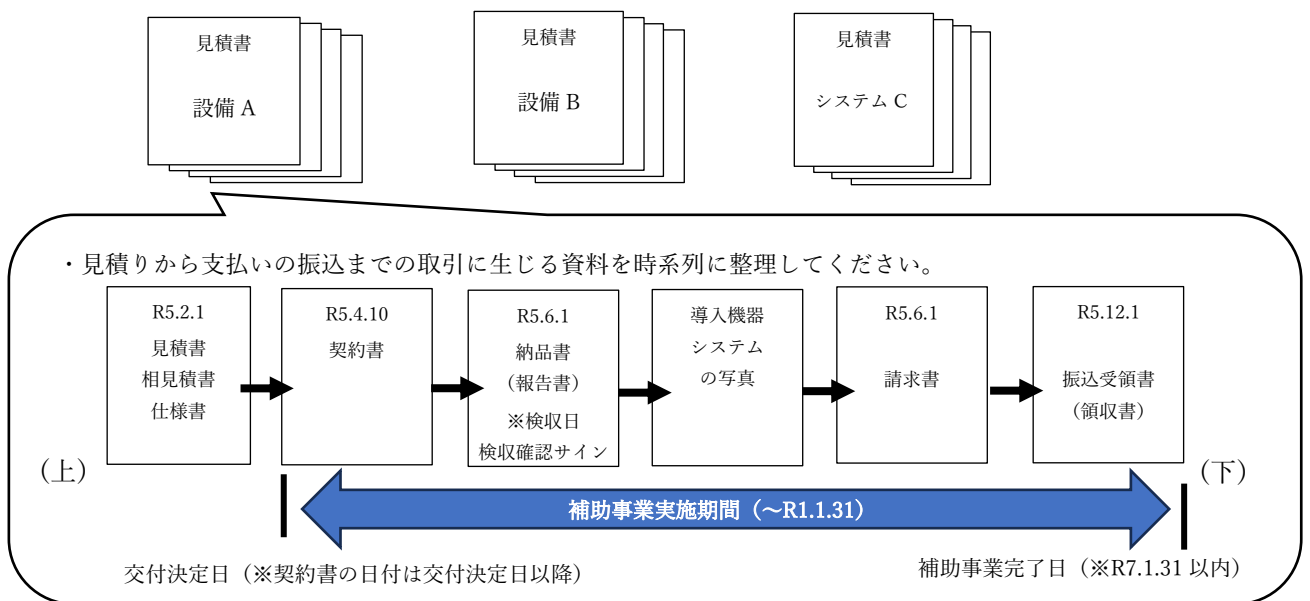 見積書
設備 A
見積書
設備 B
見積書
システム C
・見積りから支払いの振込までの取引に生じる資料を時系列に整理してください。
R5.2.1
見積書
相見積書
仕様書
R5.4.10
契約書
R5.6.1
納品書
（報告書）
※検収日
検収確認サイン
導入機器
システム
の写真
R5.6.1
請求書
R5.12.1
振込受領書
（領収書）
（上）
（下）
補助事業実施期間（～R1.1.31）
交付決定日（※契約書の日付は交付決定日以降）
補助事業完了日（※R7.1.31 以内）